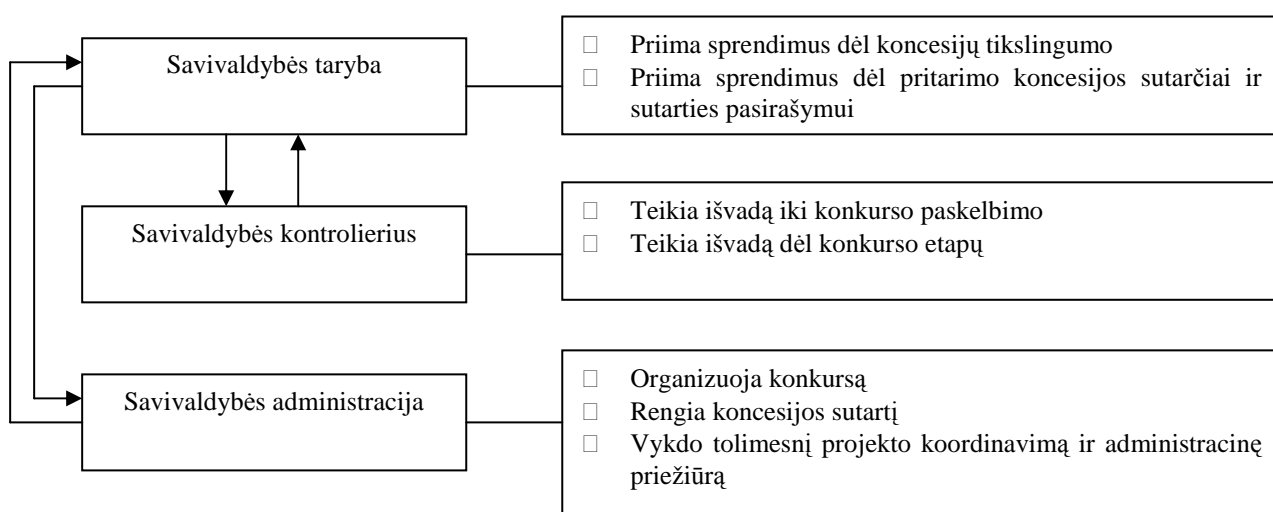 Savivaldybės taryba
□ Priima sprendimus dėl koncesijų tikslingumo
□ Priima sprendimus dėl pritarimo koncesijos sutarčiai ir
sutarties pasirašymui
Savivaldybės kontrolierius
□ Teikia išvadą iki konkurso paskelbimo
□ Teikia išvadą dėl konkurso etapų
Savivaldybės administracija
□ Organizuoja konkursą
□ Rengia koncesijos sutartį
□ Vykdo tolimesnį projekto koordinavimą ir administracinę
priežiūrą